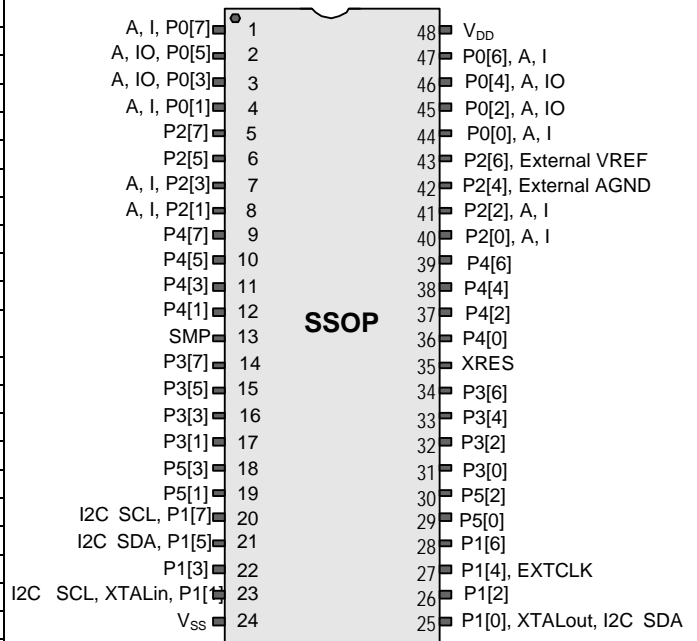 A, I, P0[7] 1
A, IO, P0[5] 2
A, IO, P0[3] 3
A, I, P0[1] 4
P2[7] 5
P2[5] 6
A, I, P2[3] 7
A, I, P2[1] 8
P4[7] 9
P4[5] 10
P4[3] 11
P4[1] 12
SMP 13
P3[7] 14
P3[5] 15
P3[3] 16
P3[1] 17
P5[3] 18
P5[1] 19
I2C SCL, P1[7] 20
I2C SDA, P1[5] 21
P1[3] 22
I2C SCL, XTALin, P1[1] 23
VSS 24
SSOP
48 VDD
47 P0[6], A, I
46 P0[4], A, IO
45 P0[2], A, IO
44 P0[0], A, I
43 P2[6], External VREF
42 P2[4], External AGND
41 P2[2], A, I
40 P2[0], A, I
39 P4[6]
38 P4[4]
37 P4[2]
36 P4[0]
35 XRES
34 P3[6]
33 P3[4]
32 P3[2]
31 P3[0]
30 P5[2]
29 P5[0]
28 P1[6]
27 P1[4], EXTCLK
26 P1[2]
25 P1[0], XTALout, I2C SDA